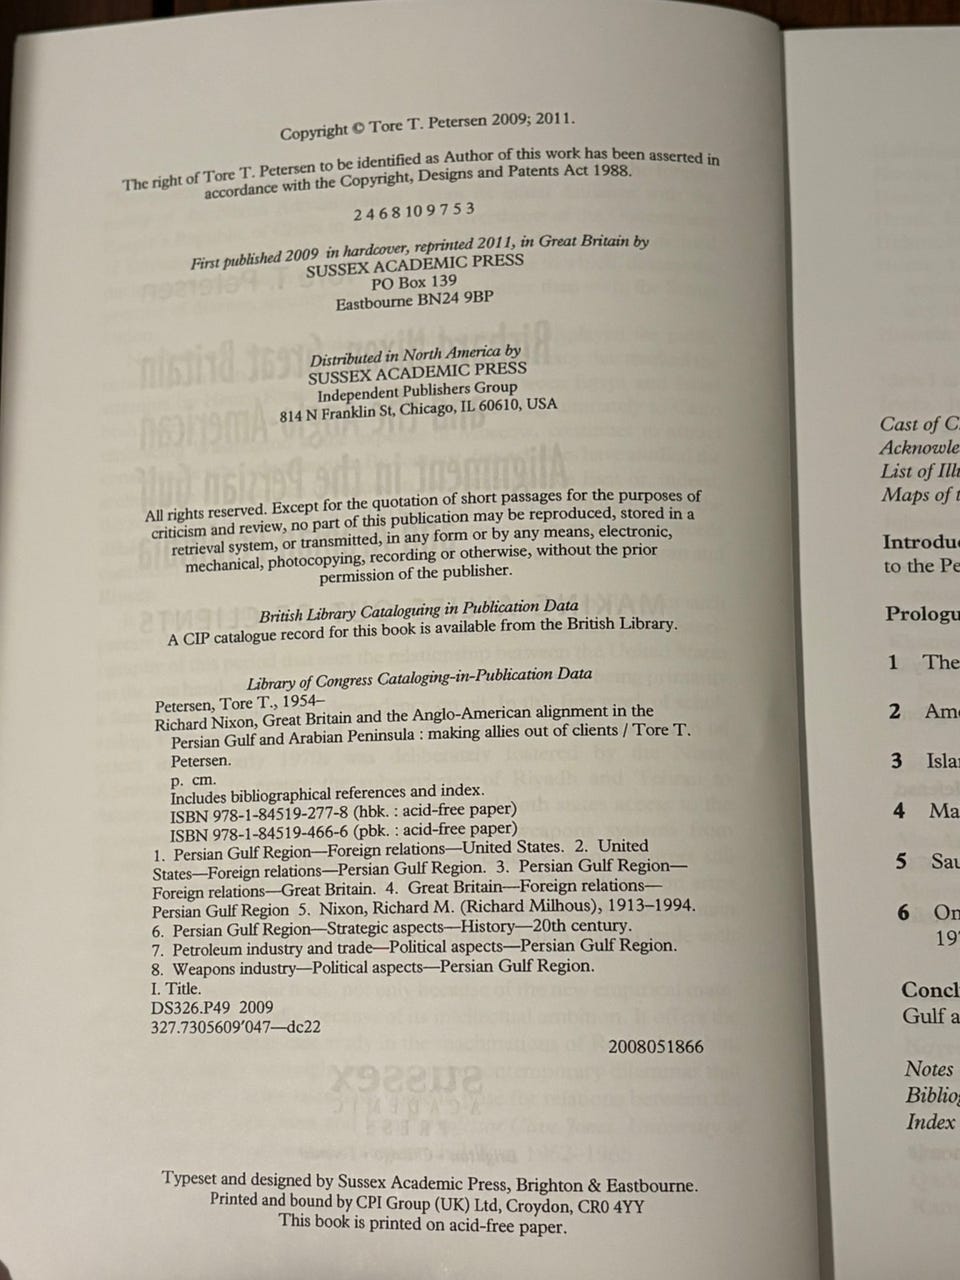 Copyright © Tore T. Petersen 2009; 2011.
The right of Tore T. Petersen to be identified as Author of this work has been asserted in
accordance with the Copyright, Designs and Patents Act 1988.
2 4 6 8 10 9 7 5 3
First published 2009 in hardcover, reprinted 2011, in Great Britain by
SUSSEX ACADEMIC PRESS
PO Box 139
Eastbourne BN24 9BP
Distributed in North America by
SUSSEX ACADEMIC PRESS
Independent Publishers Group
814 N Franklin St, Chicago, IL 60610, USA
All rights reserved. Except for the quotation of short passages for the purposes of
criticism and review, no part of this publication may be reproduced, stored in a
retrieval system, or transmitted, in any form or by any means, electronic,
mechanical, photocopying, recording or otherwise, without the prior
permission of the publisher.
British Library Cataloguing in Publication Data
A CIP catalogue record for this book is available from the British Library.
Library of Congress Cataloging-in-Publication Data
Petersen, Tore T., 1954–
Richard Nixon, Great Britain and the Anglo-American alignment in the
Persian Gulf and Arabian Peninsula : making allies out of clients / Tore T.
Petersen.
p. cm.
Includes bibliographical references and index.
ISBN 978-1-84519-277-8 (hbk. : acid-free paper)
ISBN 978-1-84519-466-6 (pbk. : acid-free paper)
1. Persian Gulf Region—Foreign relations—United States. 2. United
States—Foreign relations—Persian Gulf Region. 3. Persian Gulf Region—
Foreign relations—Great Britain. 4. Great Britain—Foreign relations—
Persian Gulf Region 5. Nixon, Richard M. (Richard Milhous), 1913–1994.
6. Persian Gulf Region—Strategic aspects—History—20th century.
7. Petroleum industry and trade—Political aspects—Persian Gulf Region.
8. Weapons industry—Political aspects—Persian Gulf Region.
I. Title.
DS326.P49 2009
327.7305609′047—dc22
2008051866
Typeset and designed by Sussex Academic Press, Brighton & Eastbourne.
Printed and bound by CPI Group (UK) Ltd, Croydon, CR0 4YY
This book is printed on acid-free paper.
Cast of C
Acknowle
List of Ill
Maps of t
Introdu
to the Pe
Prologu
1 The
2 Am
3 Isla
4 Ma
5 Sau
6 On
19
Concl
Gulf a
Notes
Bibliog
Index